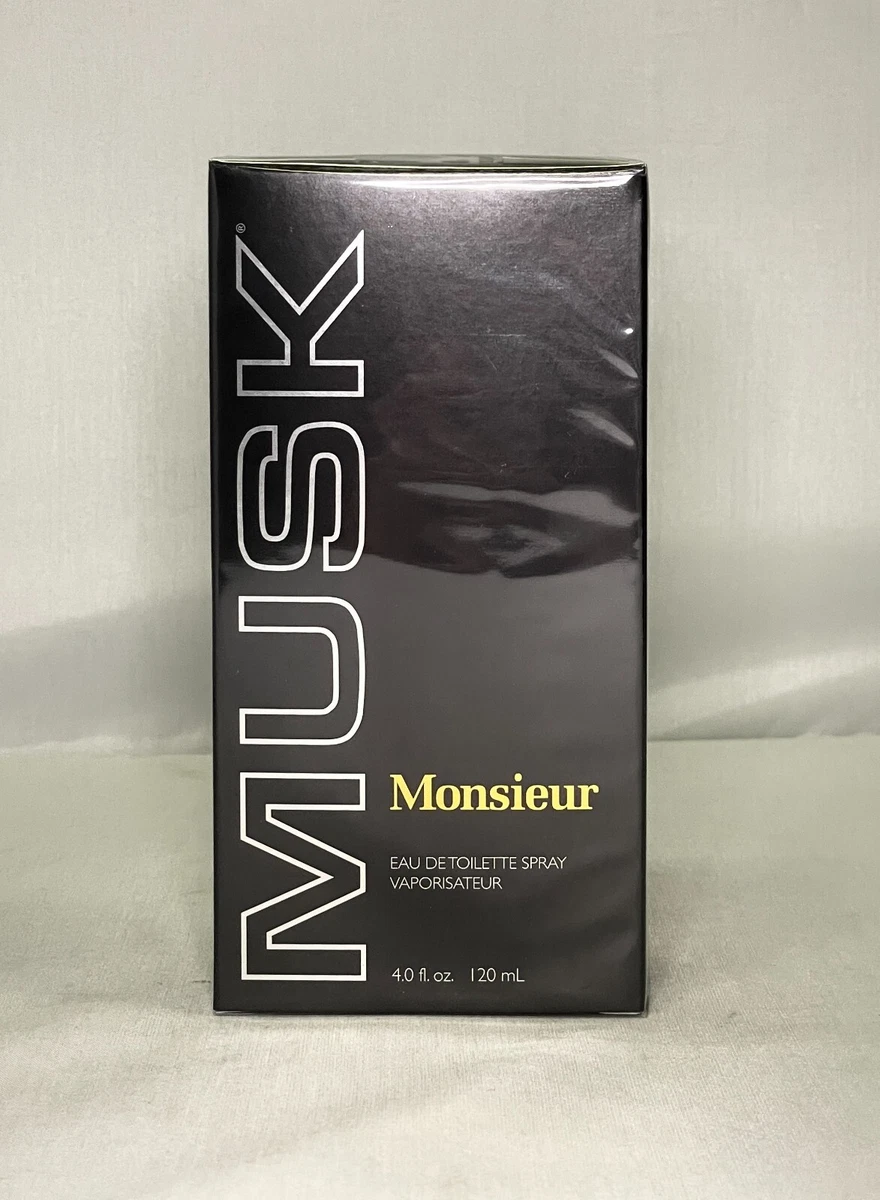 MUSK®
Monsieur
EAU DE TOILETTE SPRAY
VAPORISATEUR
4.0 fl. oz. 120 mL